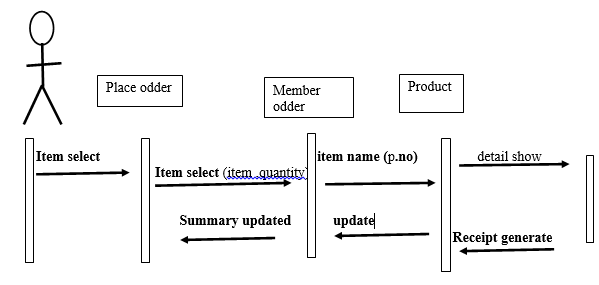 Place odder
Member
odder
Product
Item select
Item select (item quantity)
item name (p.no)
detail show
Summary updated
update
Receipt generate